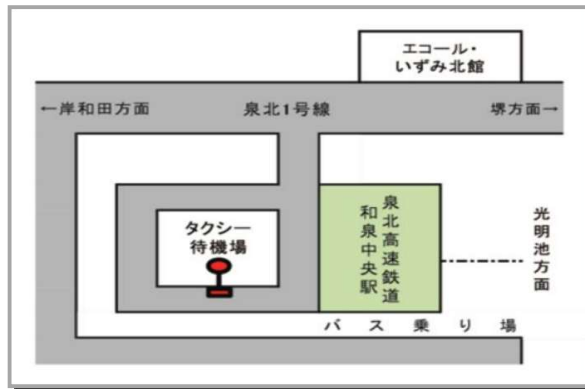 エコール・
いずみ北館
←岸和田方面
泉北1号線
堺方面→
タクシー
待機場
泉北高速鉄道
和泉中央駅
光明池方面
バス乗り場